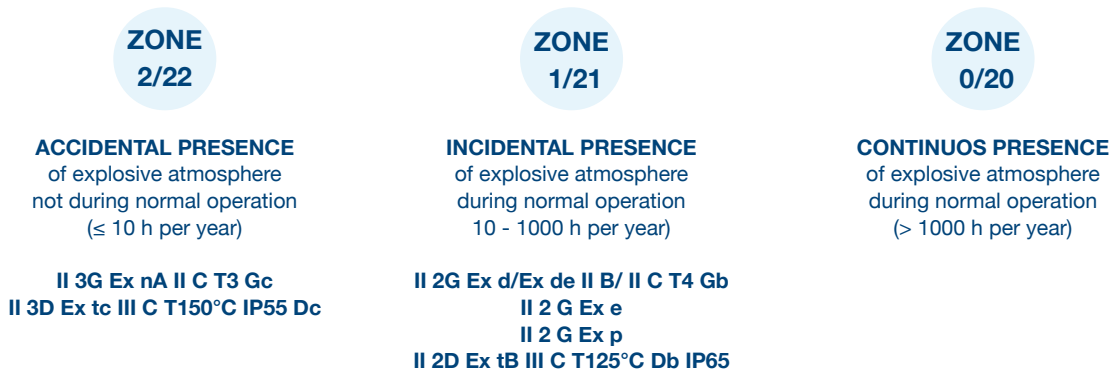 ZONE
2/22
ACCIDENTAL PRESENCE
of explosive atmosphere
not during normal operation
(≤ 10 h per year)
II 3G Ex nA II C T3 Gc
II 3D Ex tc III C T150°C IP55 Dc
ZONE
1/21
INCIDENTAL PRESENCE
of explosive atmosphere
during normal operation
10 - 1000 h per year)
II 2G Ex d/Ex de II B/ II C T4 Gb
II 2 G Ex e
II 2 G Ex p
II 2D Ex tB III C T125°C Db IP65
ZONE
0/20
CONTINUOS PRESENCE
of explosive atmosphere
during normal operation
(> 1000 h per year)